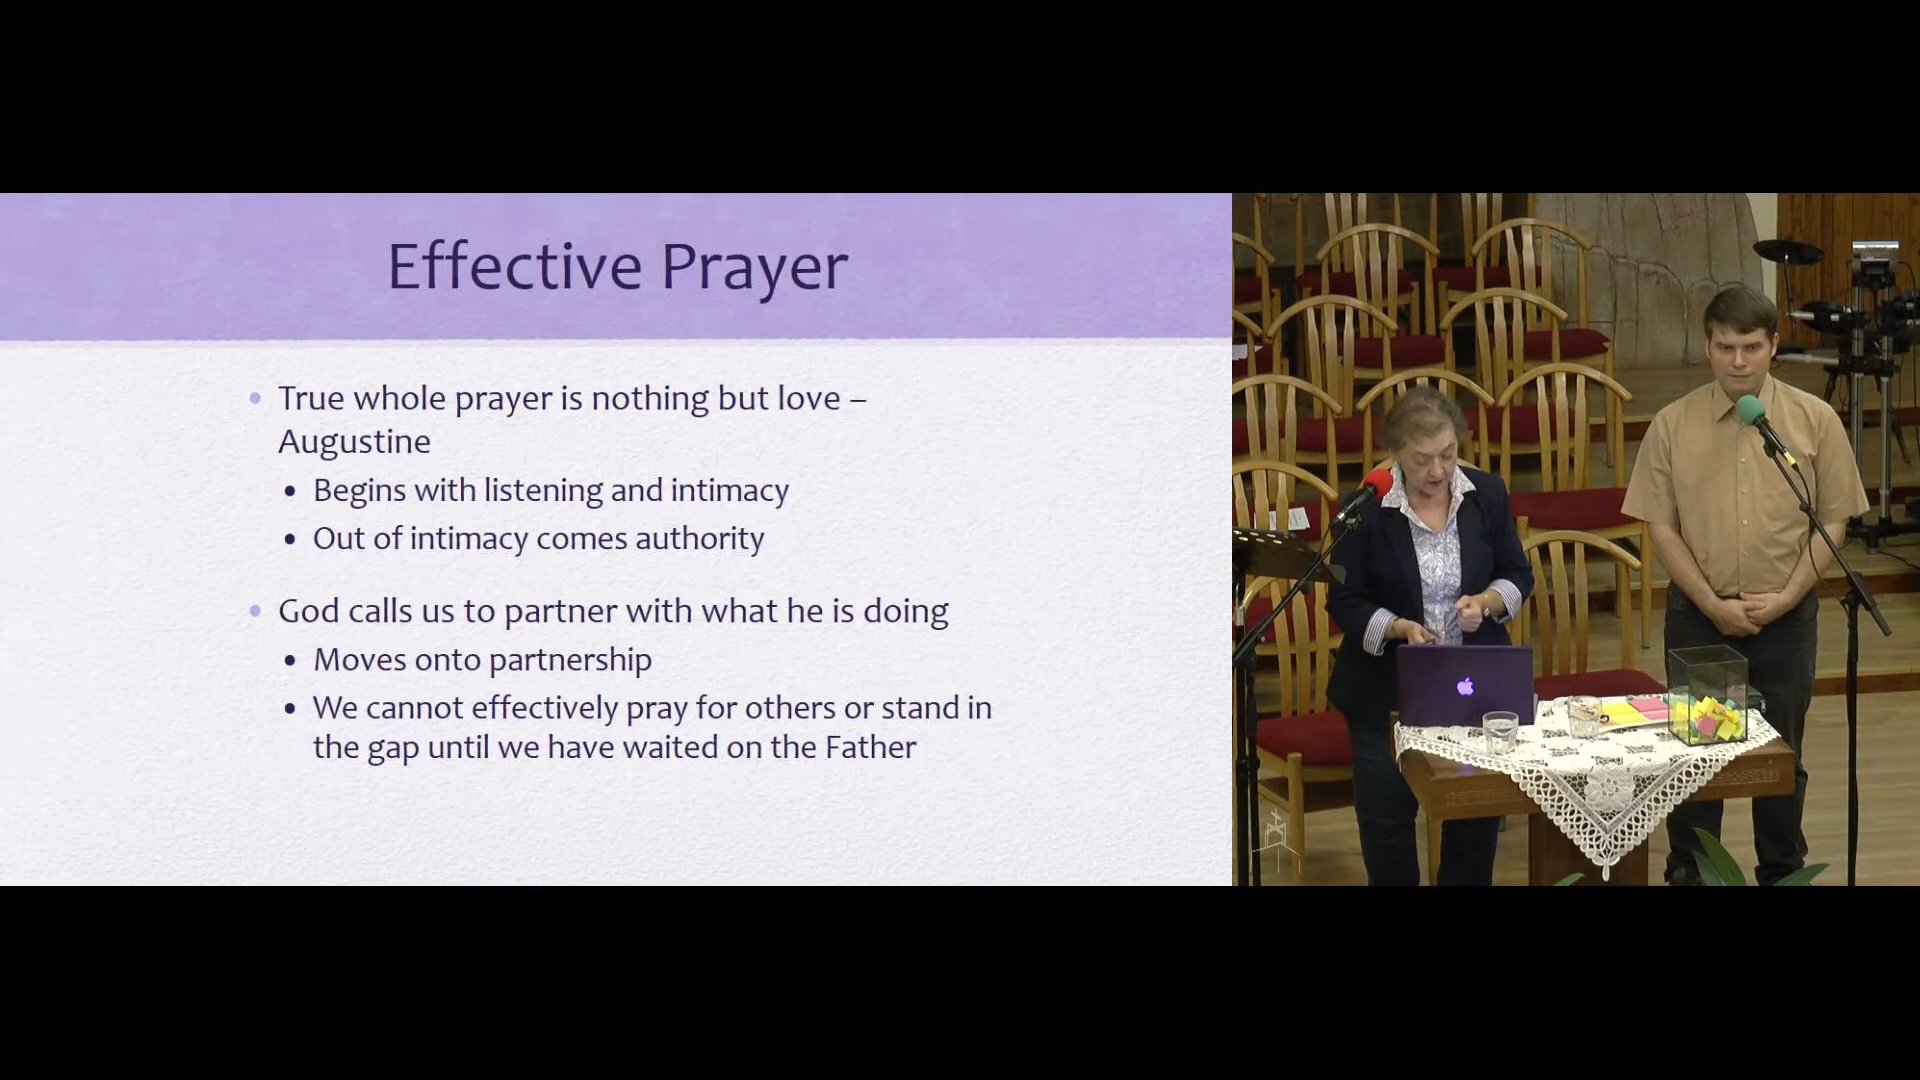 Effective Prayer
• True whole prayer is nothing but love –
Augustine
• Begins with listening and intimacy
• Out of intimacy comes authority
• God calls us to partner with what he is doing
• Moves onto partnership
• We cannot effectively pray for others or stand in
the gap until we have waited on the Father